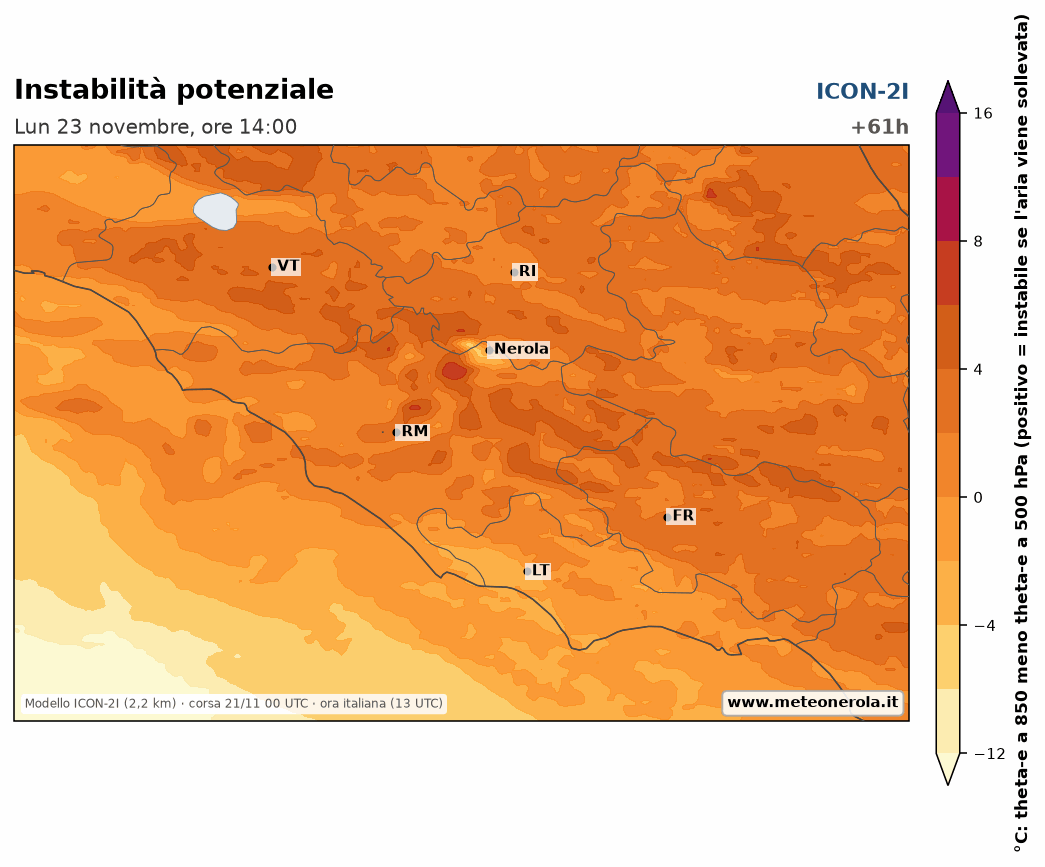 Instabilità potenziale
ICON-2I
Lun 23 novembre, ore 14:00
+61h
VT
RI
Nerola
RM
FR
LT
Modello ICON-2I (2,2 km) · corsa 21/11 00 UTC · ora italiana (13 UTC)
www.meteonerola.it
16
8
4
0
−4
−12
°C: theta-e a 850 meno theta-e a 500 hPa (positivo = instabile se l'aria viene sollevata)